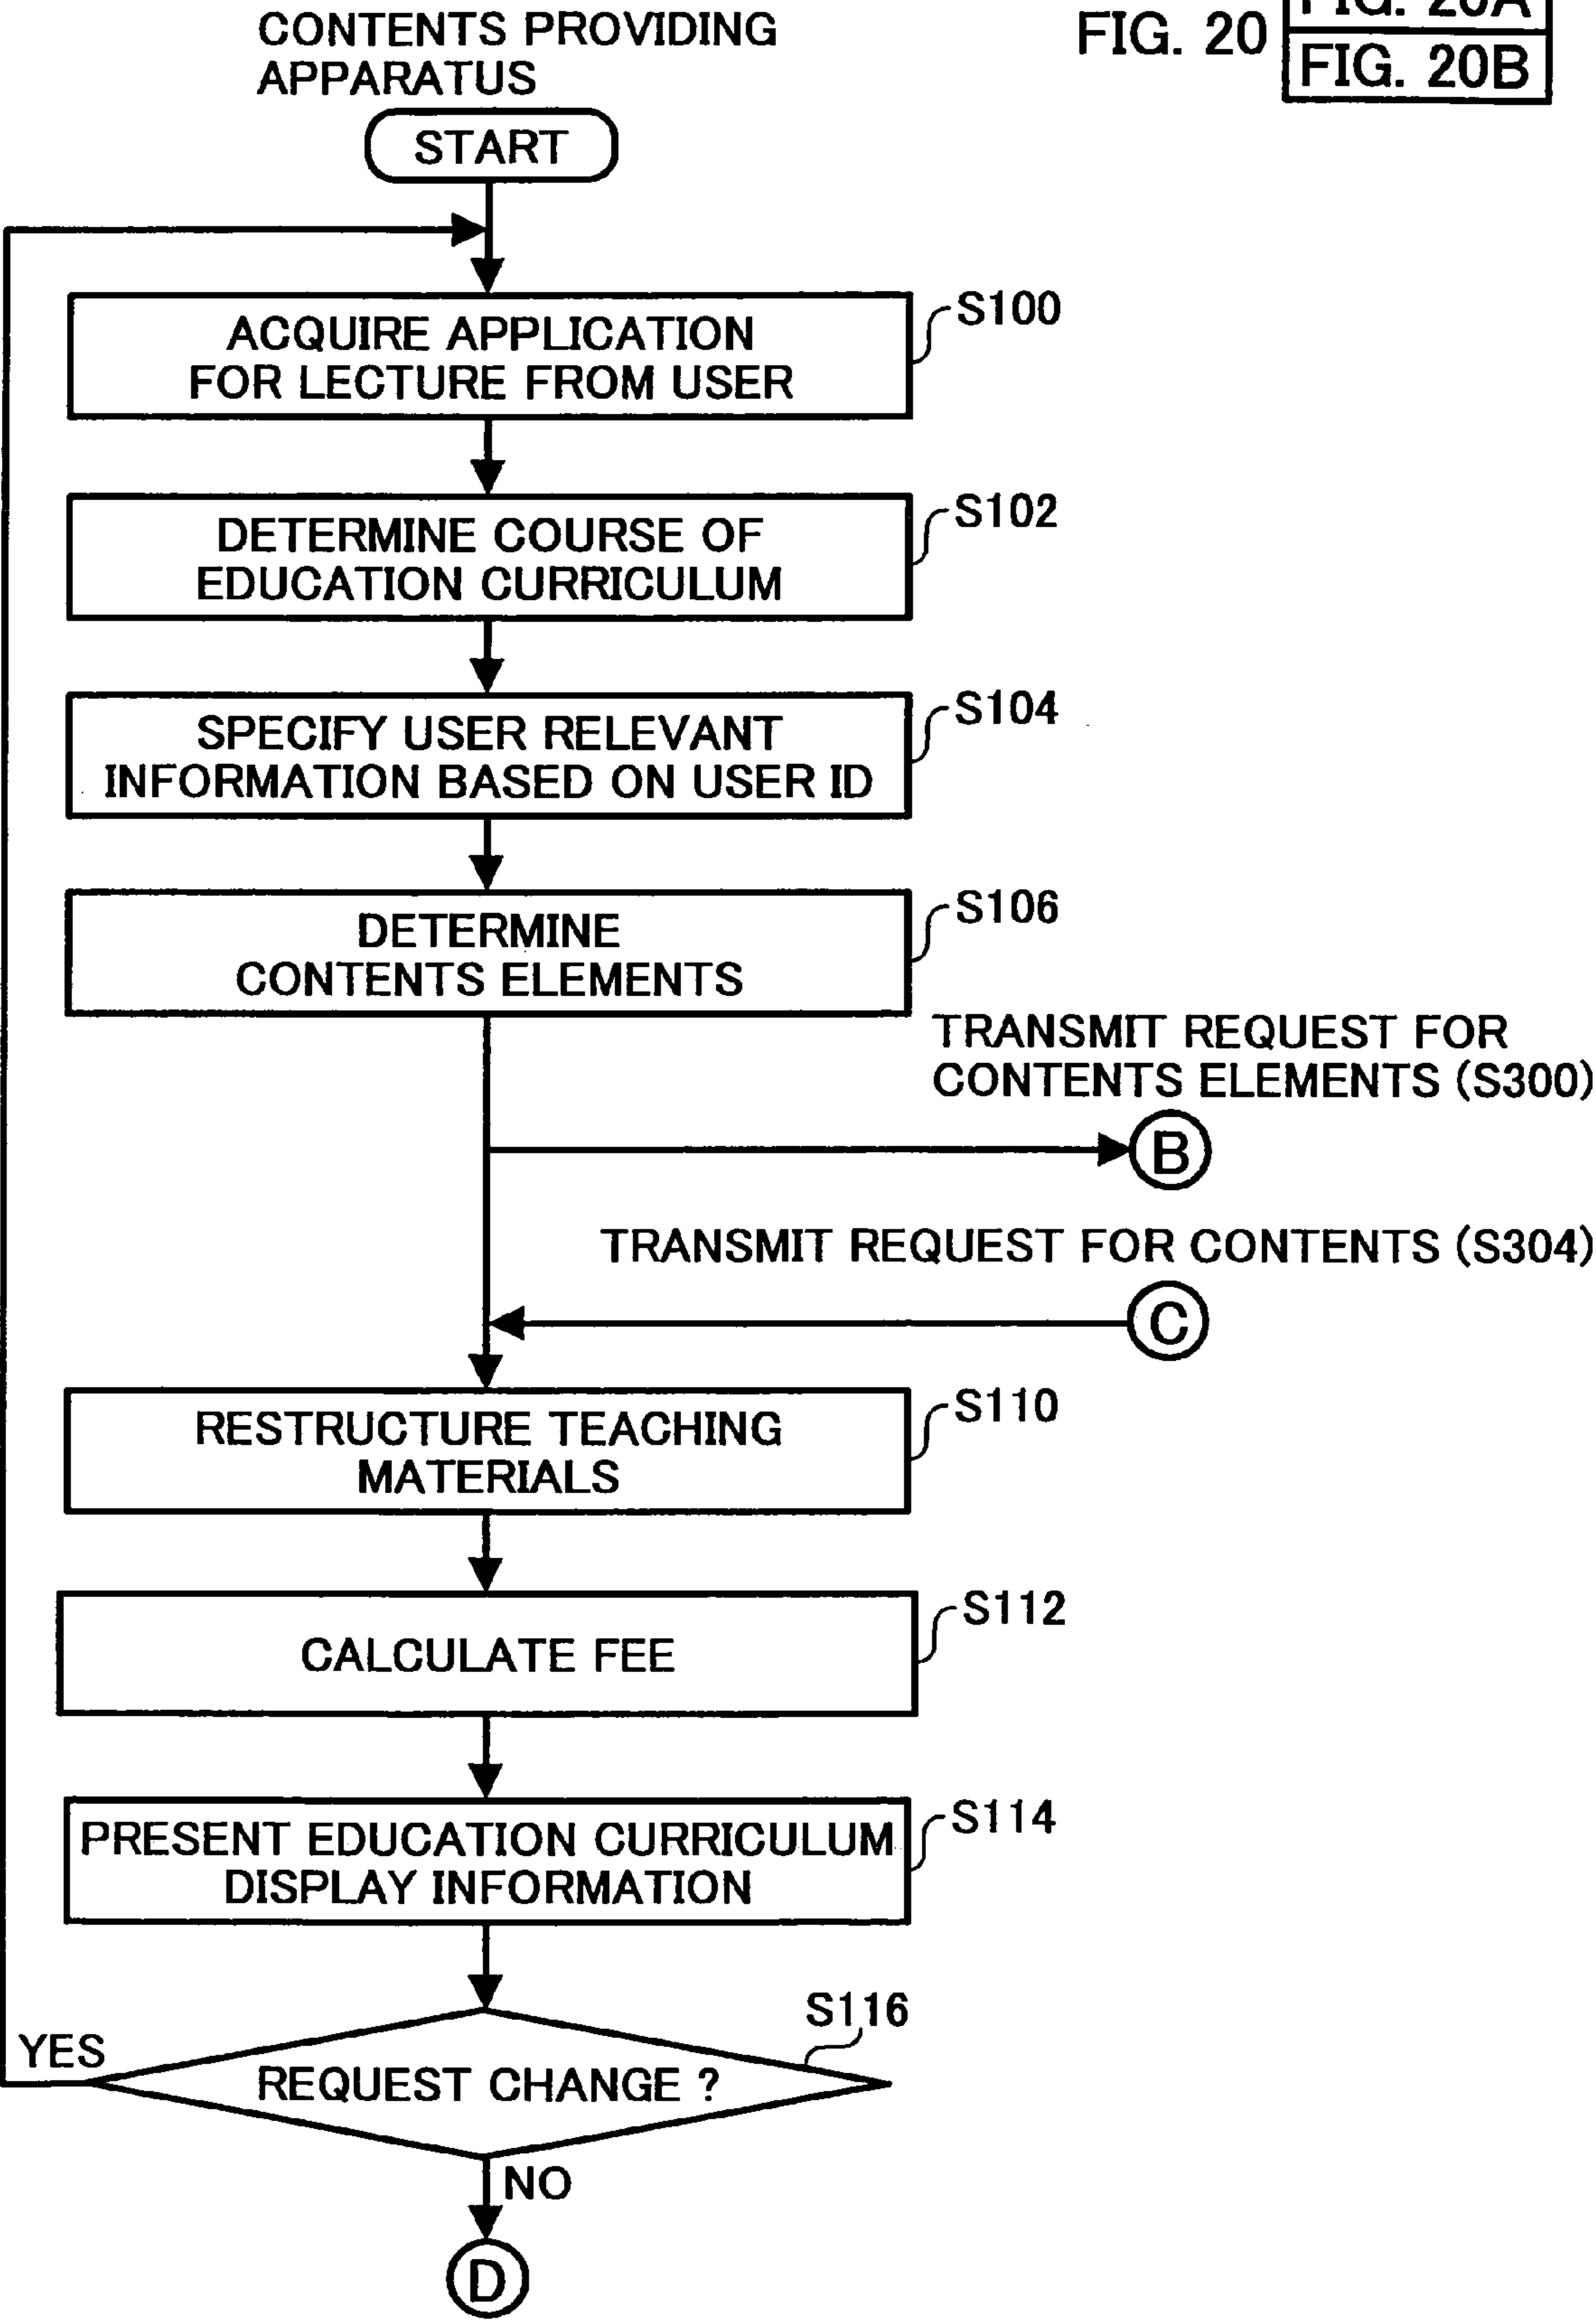 CONTENTS PROVIDING
APPARATUS
FIG. 20
FIG. 20A
FIG. 20B
START
ACQUIRE APPLICATION
FOR LECTURE FROM USER
S100
DETERMINE COURSE OF
EDUCATION CURRICULUM
S102
SPECIFY USER RELEVANT
INFORMATION BASED ON USER ID
S104
DETERMINE
CONTENTS ELEMENTS
S106
TRANSMIT REQUEST FOR
CONTENTS ELEMENTS (S300)
B
TRANSMIT REQUEST FOR CONTENTS (S304)
C
RESTRUCTURE TEACHING
MATERIALS
S110
CALCULATE FEE
S112
PRESENT EDUCATION CURRICULUM
DISPLAY INFORMATION
S114
S116
YES
REQUEST CHANGE ?
NO
D